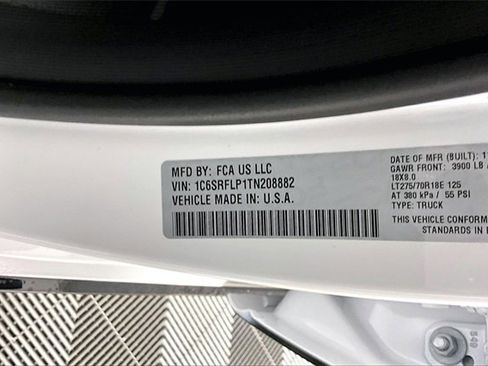 MFD BY: FCA US LLC
VIN: 1C6SRFLP1TN208882
VEHICLE MADE IN: U.S.A.
DATE OF MFR (BUILT):
GAWR FRONT: 3900 LB
18X8.0
LT275/70R18E 125
AT 380 kPa / 55 PSI
TYPE: TRUCK
THIS VEHICLE
STANDARDS IN